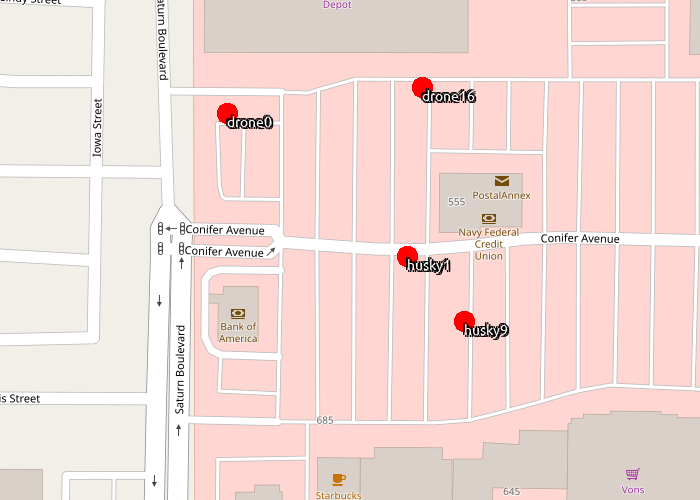 Depot
Saturn Boulevard
Iowa Street
drone0
drone16
PostalAnnex
555
Navy Federal
Credit
Union
Conifer Avenue
Conifer Avenue
Conifer Avenue
husky1
husky9
Bank of
America
Saturn Boulevard
is Street
685
Starbucks
645
Vons